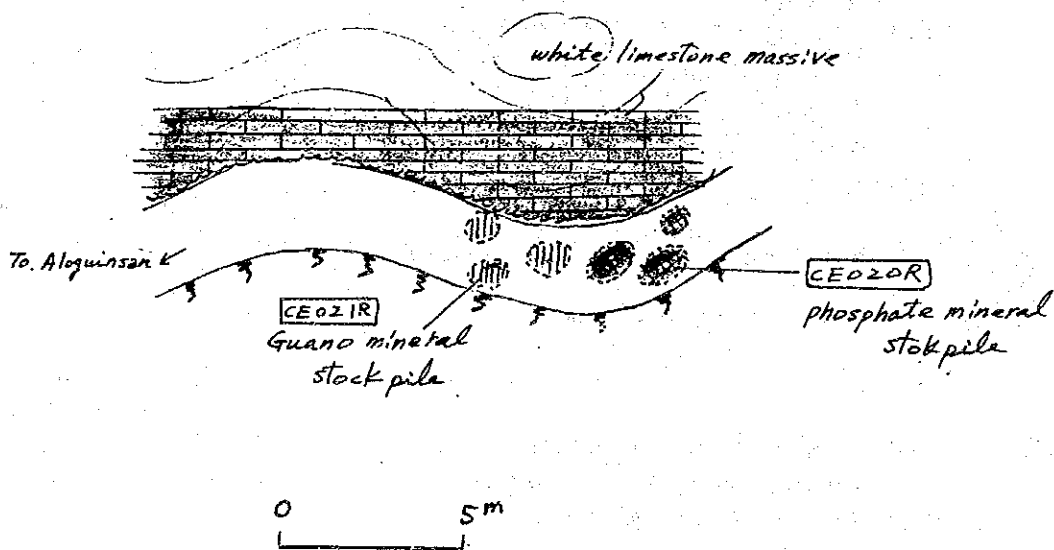 white limestone massive
To. Aloguinsan
CE021R
Guano mineral
stock pile
CE020R
phosphate mineral
stokpile
0 5m